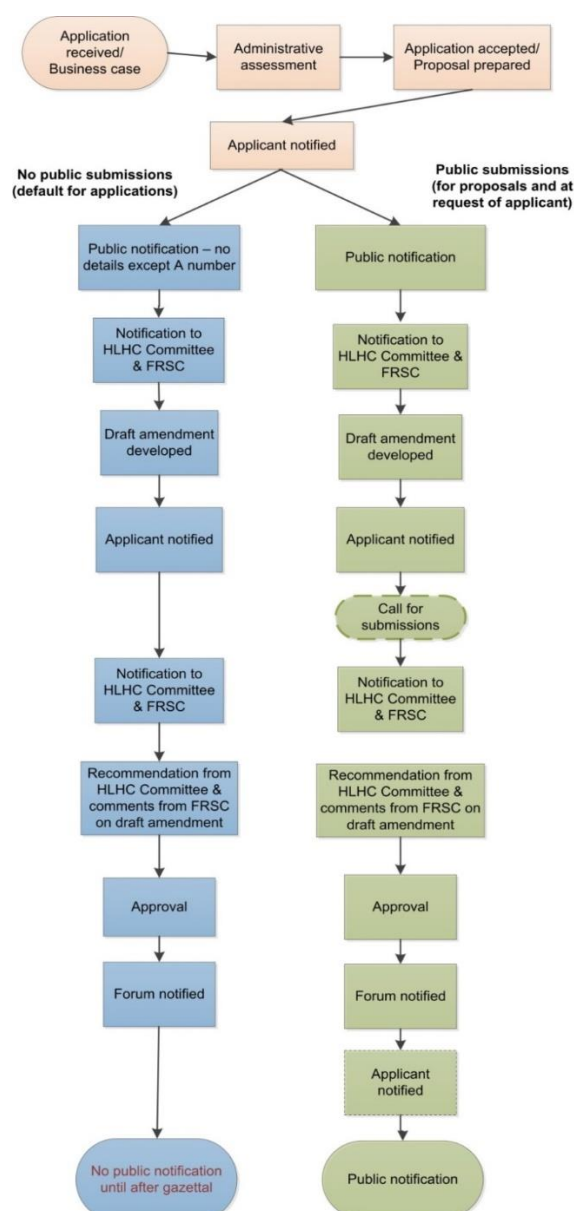 Application
received/
Business case
Administrative
assessment
Application accepted/
Proposal prepared
Applicant notified
No public submissions
(default for applications)
Public submissions
(for proposals and at
request of applicant)
Public notification – no
details except A number
Notification to
HLHC Committee
& FRSC
Draft amendment
developed
Applicant notified
Notification to
HLHC Committee
& FRSC
Recommendation from
HLHC Committee &
comments from FRSC on
draft amendment
Approval
Forum notified
No public notification
until after gazettal
Public notification
Notification to
HLHC Committee &
FRSC
Draft amendment
developed
Applicant notified
Call for
submissions
Notification to
HLHC Committee
& FRSC
Recommendation from
HLHC Committee &
comments from FRSC on
draft amendment
Approval
Forum notified
Applicant
notified
Public notification